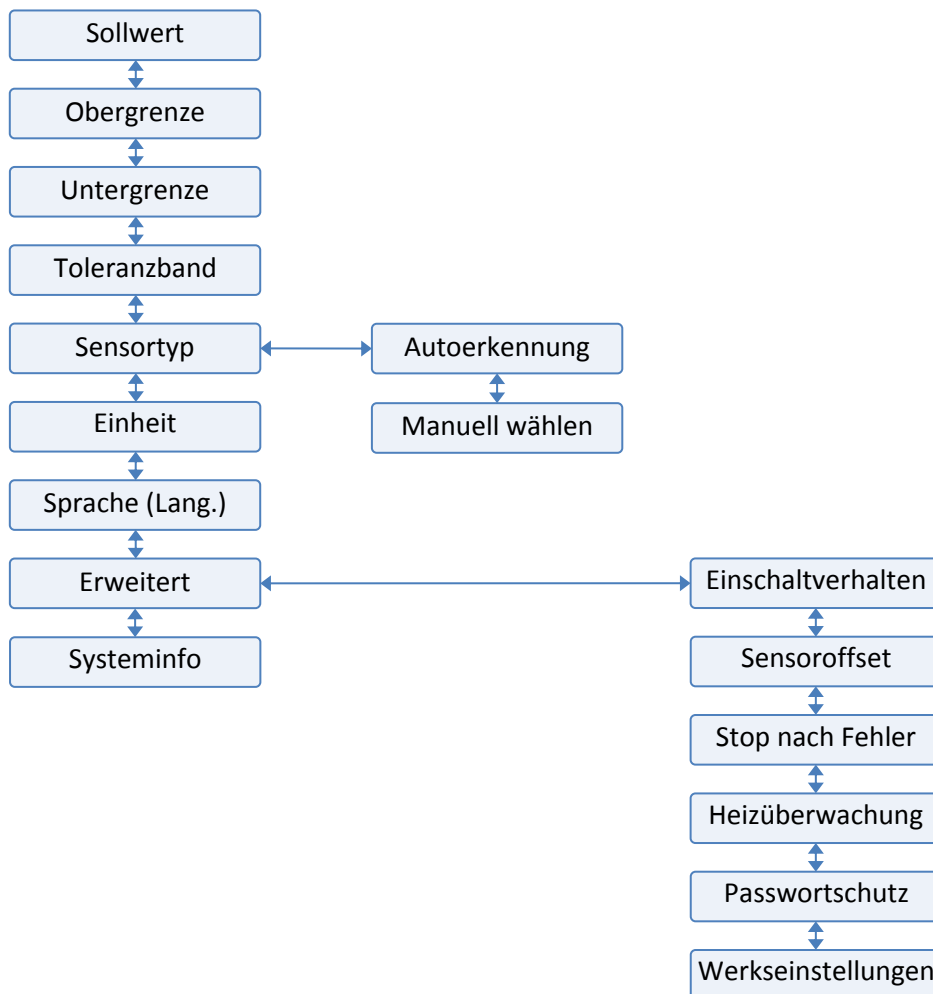 Sollwert
Obergrenze
Untergrenze
Toleranzband
Sensortyp
Autoerkennung
Einheit
Manuell wählen
Sprache (Lang.)
Erweitert
Einschaltverhalten
Systeminfo
Sensoroffset
Stop nach Fehler
Heizüberwachung
Passwortschutz
Werkseinstellungen